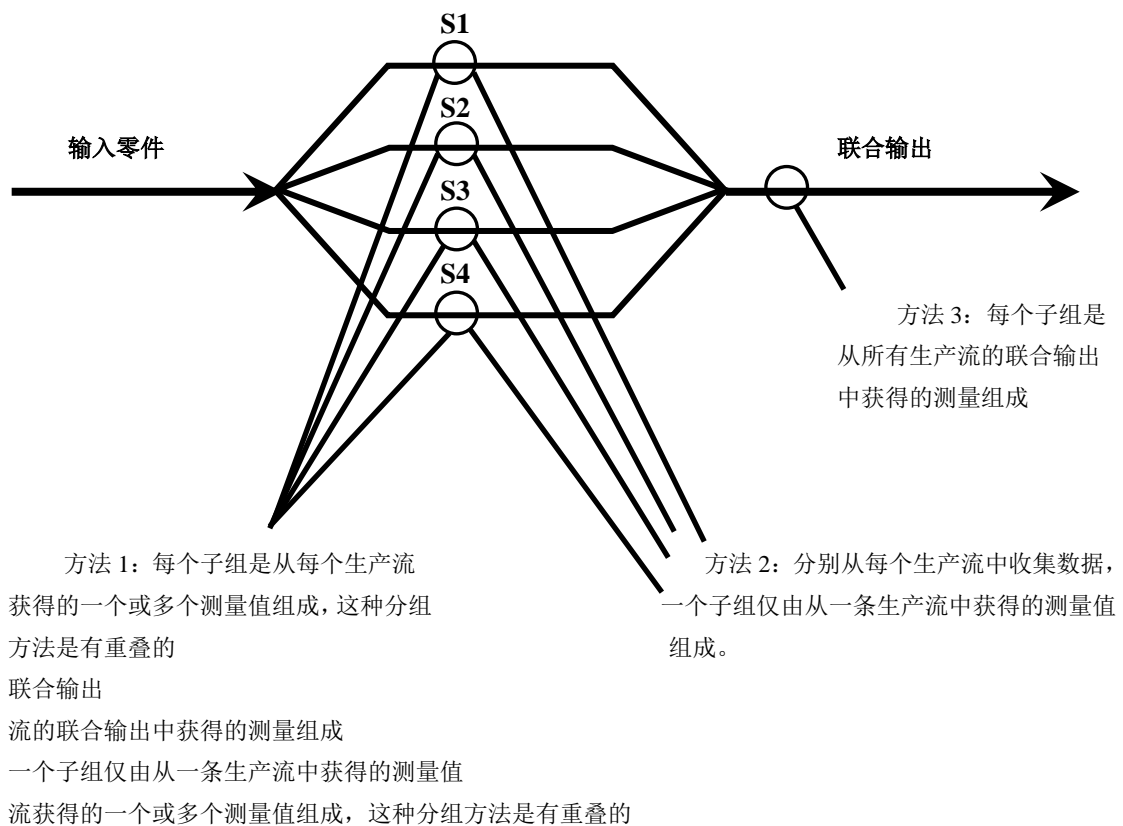 S1
S2
输入零件
联合输出
S3
S4
方法 3：每个子组是
从所有生产流的联合输出
中获得的测量组成
方法 1：每个子组是从每个生产流
获得的一个或多个测量值组成，这种分组
方法是有重叠的
方法 2：分别从每个生产流中收集数据，
一个子组仅由从一条生产流中获得的测量值
组成。
联合输出
流的联合输出中获得的测量组成
一个子组仅由从一条生产流中获得的测量值
流获得的一个或多个测量值组成，这种分组方法是有重叠的